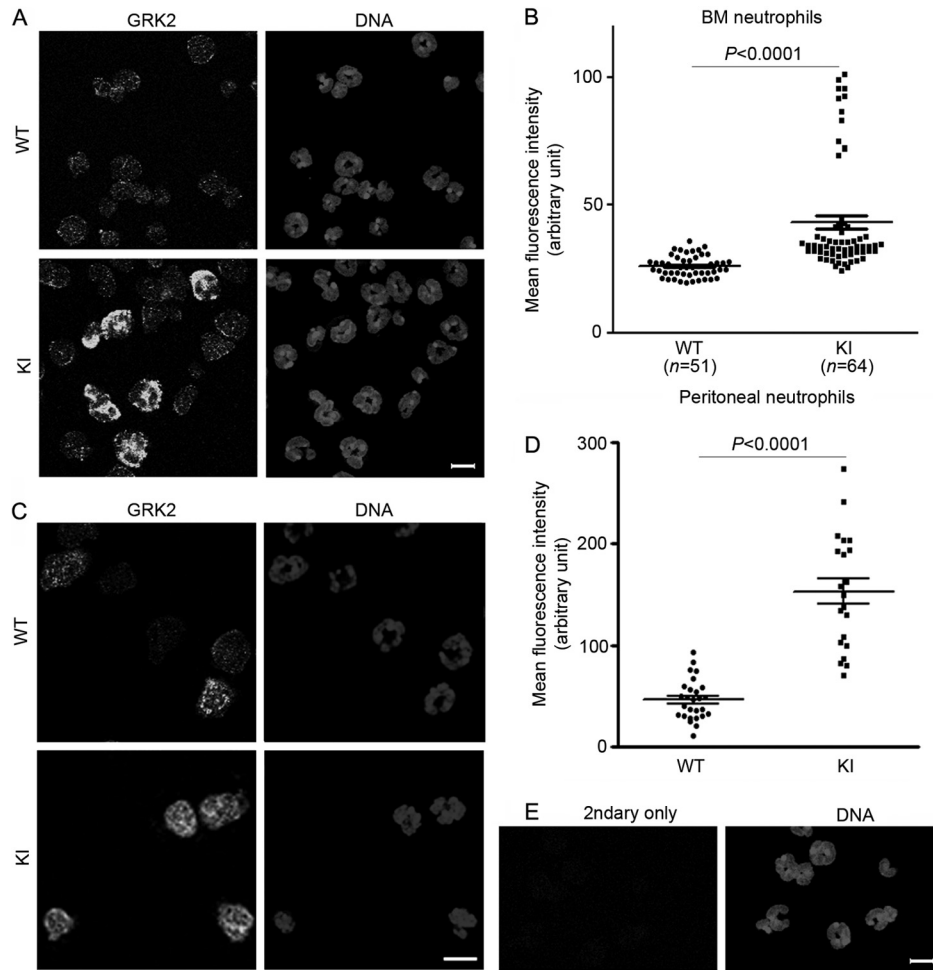 A
GRK2
DNA
WT
KI
B
BM neutrophils
P<0.0001
Mean fluorescence intensity
(arbitrary unit)
100
50
0
WT
KI
(n=51)
(n=64)
C
GRK2
DNA
WT
KI
Peritoneal neutrophils
D
P<0.0001
Mean fluorescence intensity
(arbitrary unit)
300
200
100
0
WT
KI
E
2ndary only
DNA